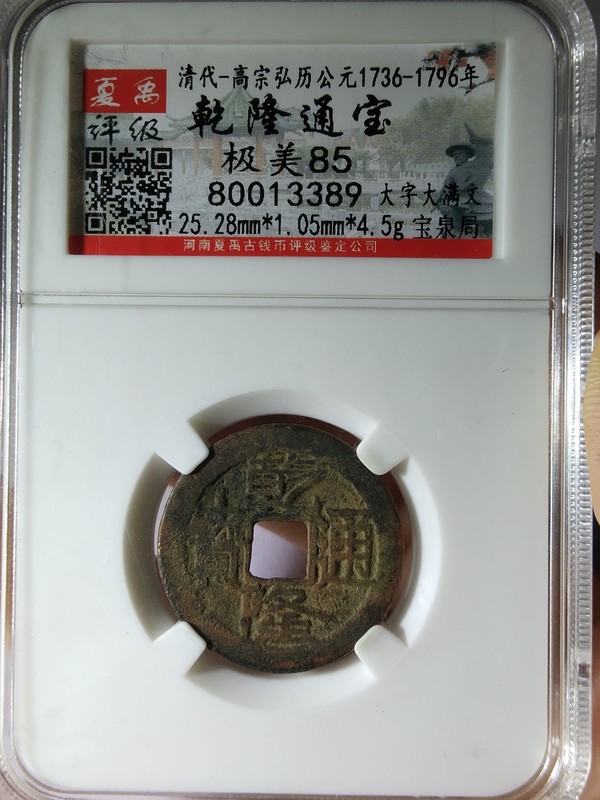 夏禹
评级
清代-高宗弘历公元1736-1796年
乾隆通宝
极美85
80013389 大字大满文
25.28mm*1.05mm*4.5g 宝泉局
河南夏禹古钱币评级鉴定公司
乾隆通寶